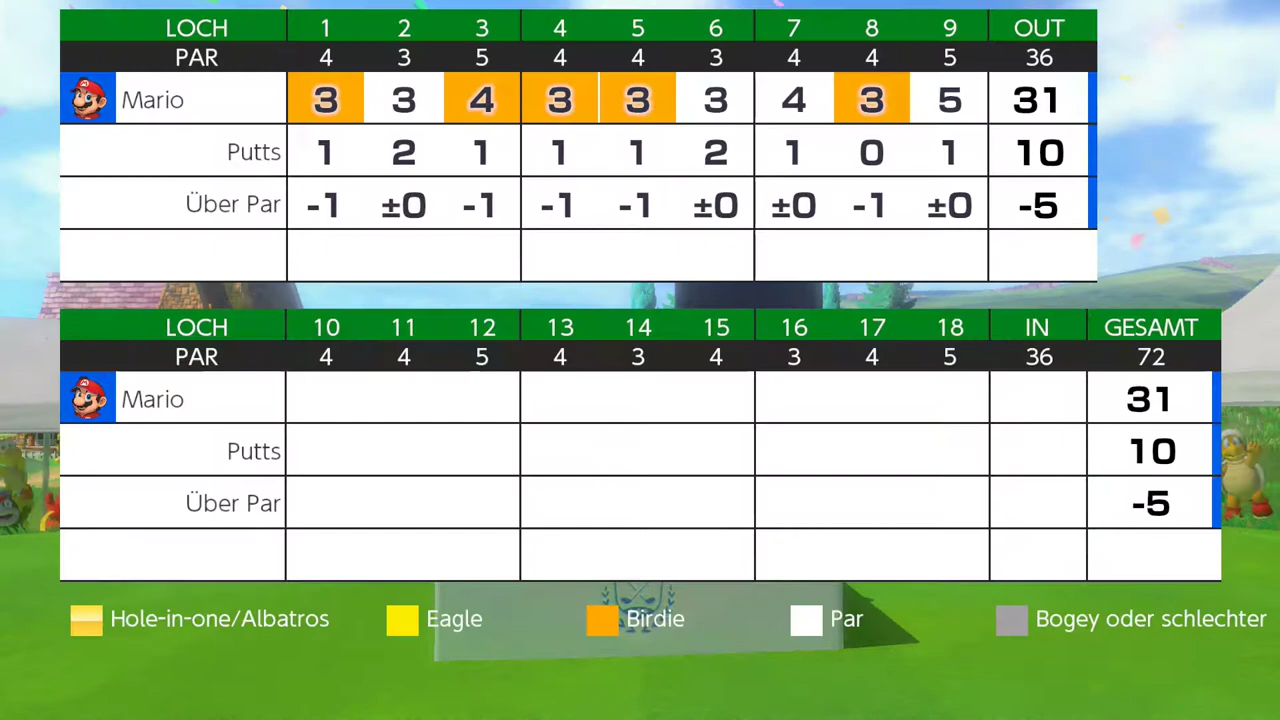 LOCH 1 2 3 4 5 6 7 8 9 OUT
PAR 4 3 5 4 4 3 4 4 5 36
Mario 3 3 4 3 3 3 4 3 5 31
Putts 1 2 1 1 1 2 1 0 1 10
Über Par -1 ±0 -1 -1 -1 ±0 ±0 -1 ±0 -5
LOCH 10 11 12 13 14 15 16 17 18 IN GESAMT
PAR 4 4 5 4 3 4 3 4 5 36 72
Mario 31
Putts 10
Über Par -5
Hole-in-one/Albatros Eagle Birdie Par Bogey oder schlechter